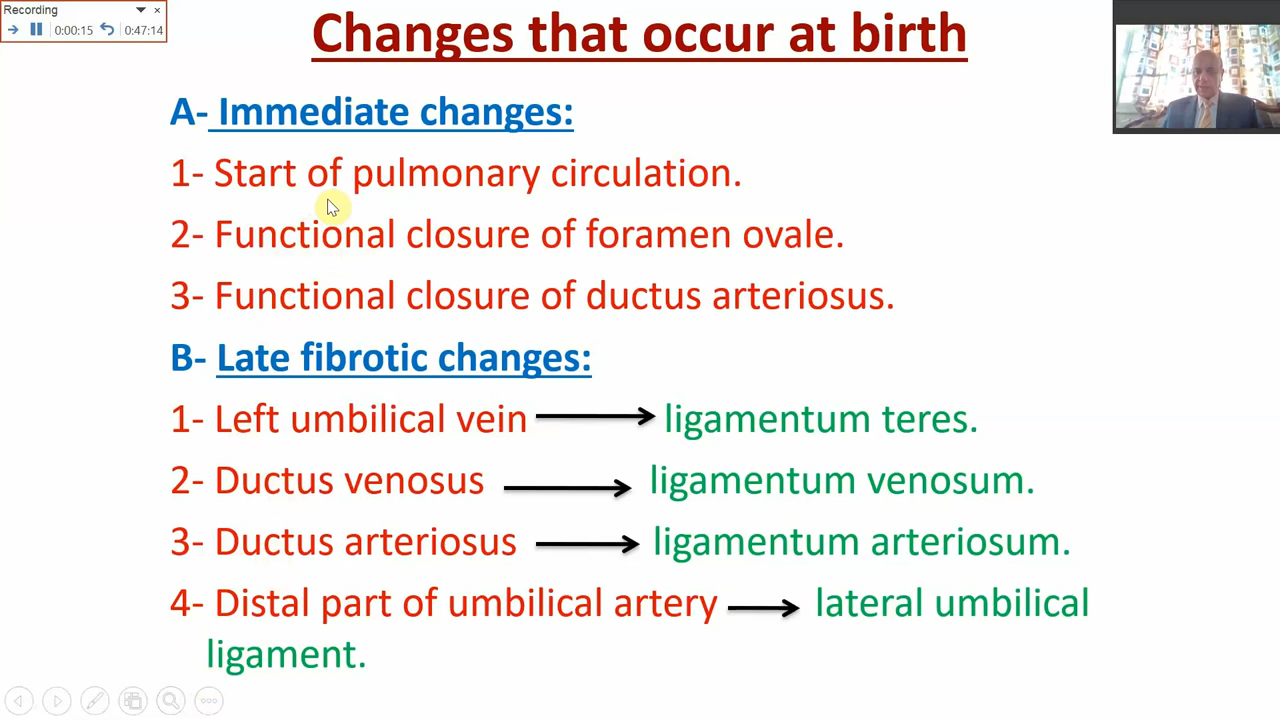 Recording
0:00:15 0:47:14
Changes that occur at birth
A- Immediate changes:
1- Start of pulmonary circulation.
2- Functional closure of foramen ovale.
3- Functional closure of ductus arteriosus.
B- Late fibrotic changes:
1- Left umbilical vein → ligamentum teres.
2- Ductus venosus → ligamentum venosum.
3- Ductus arteriosus → ligamentum arteriosum.
4- Distal part of umbilical artery → lateral umbilical
ligament.